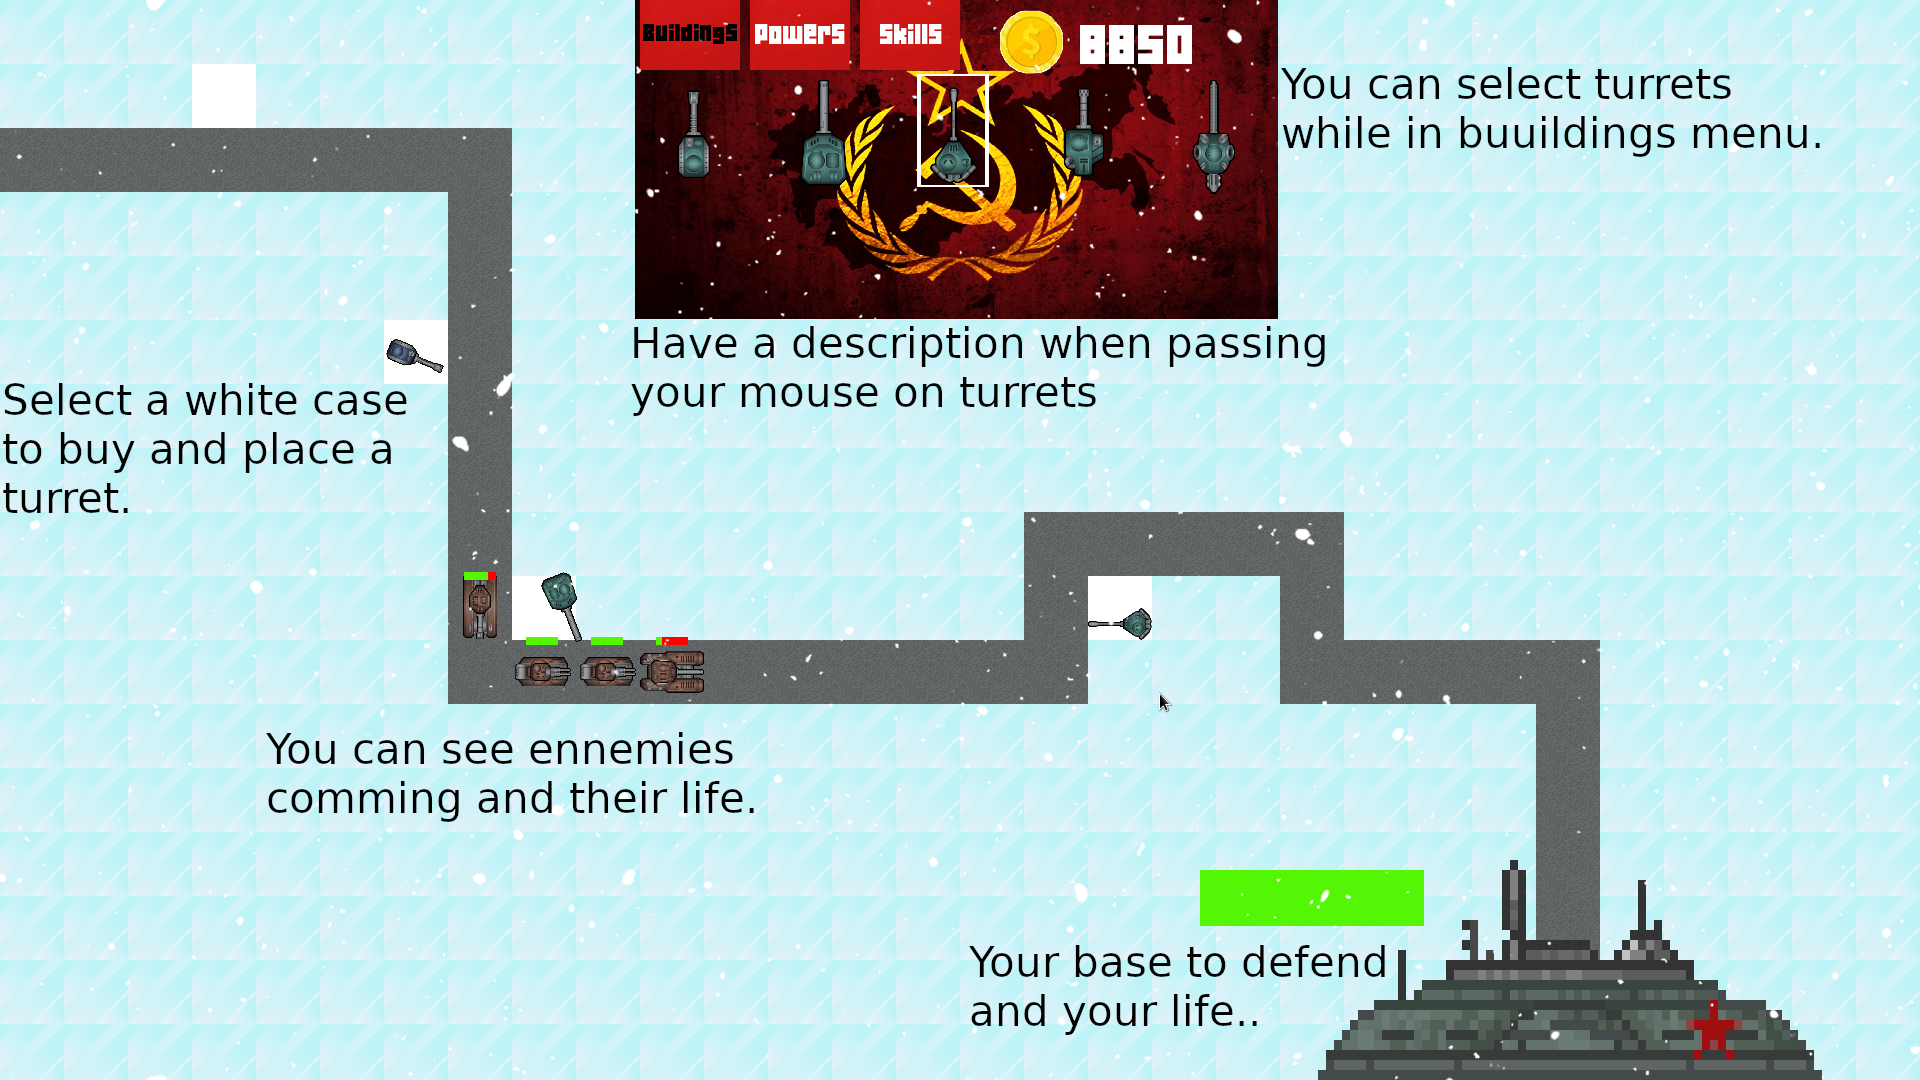 Buildings Powers Skills 8850
You can select turrets
while in buuildings menu.
Have a description when passing
your mouse on turrets
Select a white case
to buy and place a
turret.
You can see ennemies
comming and their life.
Your base to defend
and your life..